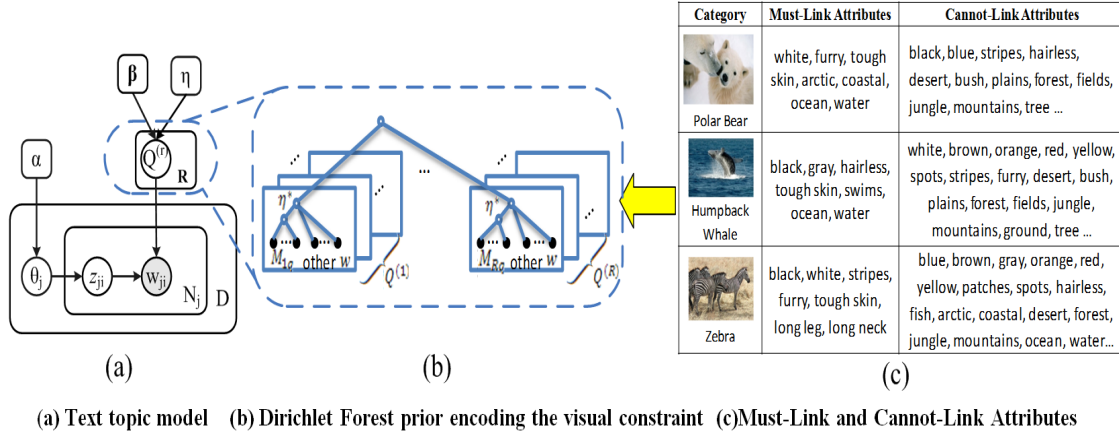 β
η
α
Q(r)
R
θj
zji
wji
Nj
D
(a)
...
...
...
η*
η*
... ...
... ...
M1q other w
MRq other w
Q(1)
Q(R)
(b)
Category Must-Link Attributes Cannot-Link Attributes
Polar Bear
white, furry, tough
skin, arctic, coastal,
ocean, water
black, blue, stripes, hairless,
desert, bush, plains, forest, fields,
jungle, mountains, tree ...
Humpback
Whale
black, gray, hairless,
tough skin, swims,
ocean, water
white, brown, orange, red, yellow,
spots, stripes, furry, desert, bush,
plains, forest, fields, jungle,
mountains, ground, tree ...
Zebra
black, white, stripes,
furry, tough skin,
long leg, long neck
blue, brown, gray, orange, red,
yellow, patches, spots, hairless,
fish, arctic, coastal, desert, forest,
jungle, mountains, ocean, water...
(c)
(a) Text topic model (b) Dirichlet Forest prior encoding the visual constraint (c)Must-Link and Cannot-Link Attributes